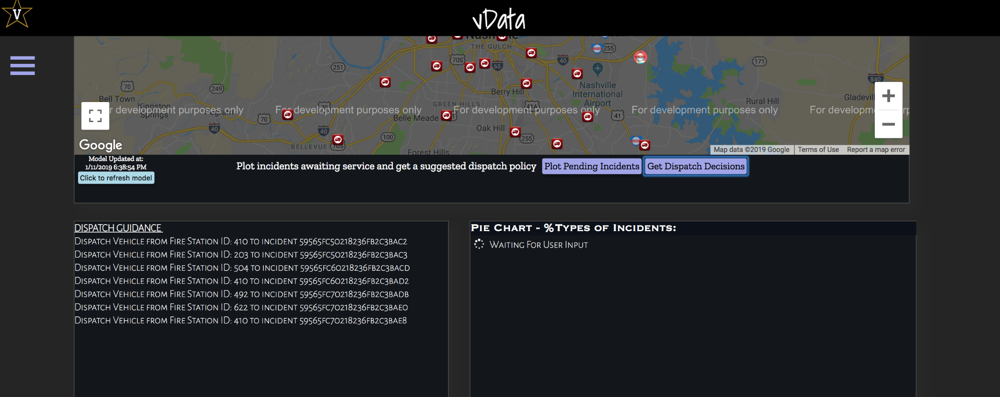 V
vData
Nashville
THE GULCH
255
70S
40
171
251
65
840
70
249
Nashville
International
Airport
Bell Town
Berry Hill
Rural Hill
Gladevill
Kingston
Springs
Pegram
GREEN HILLS
41A
70
r development purposes only
For development purposes only
For development purposes only
For development purposes only
For developm
rp
70
Belle Meade
41
40
40
Oak Hill
100
255
BELLEVUE
70S
Forest Hills
Google
Map data ©2019 Google
Terms of Use
Report a map error
Model Updated at:
1/11/2019 6:38:54 PM
Click to refresh model
Plot incidents awaiting service and get a suggested dispatch policy
Plot Pending Incidents
Get Dispatch Decisions
DISPATCH GUIDANCE
DISPATCH VEHICLE FROM FIRE STATION ID: 410 TO INCIDENT 59565FC50218236FB2C3BAC2
DISPATCH VEHICLE FROM FIRE STATION ID: 203 TO INCIDENT 59565FC50218236FB2C3BAC3
DISPATCH VEHICLE FROM FIRE STATION ID: 504 TO INCIDENT 59565FC60218236FB2C3BACD
DISPATCH VEHICLE FROM FIRE STATION ID: 410 TO INCIDENT 59565FC60218236FB2C3BAD2
DISPATCH VEHICLE FROM FIRE STATION ID: 492 TO INCIDENT 59565FC70218236FB2C3BADB
DISPATCH VEHICLE FROM FIRE STATION ID: 622 TO INCIDENT 59565FC70218236FB2C3BAE0
DISPATCH VEHICLE FROM FIRE STATION ID: 410 TO INCIDENT 59565FC70218236FB2C3BAE8
PIE CHART - %TYPES OF INCIDENTS:
WAITING FOR USER INPUT